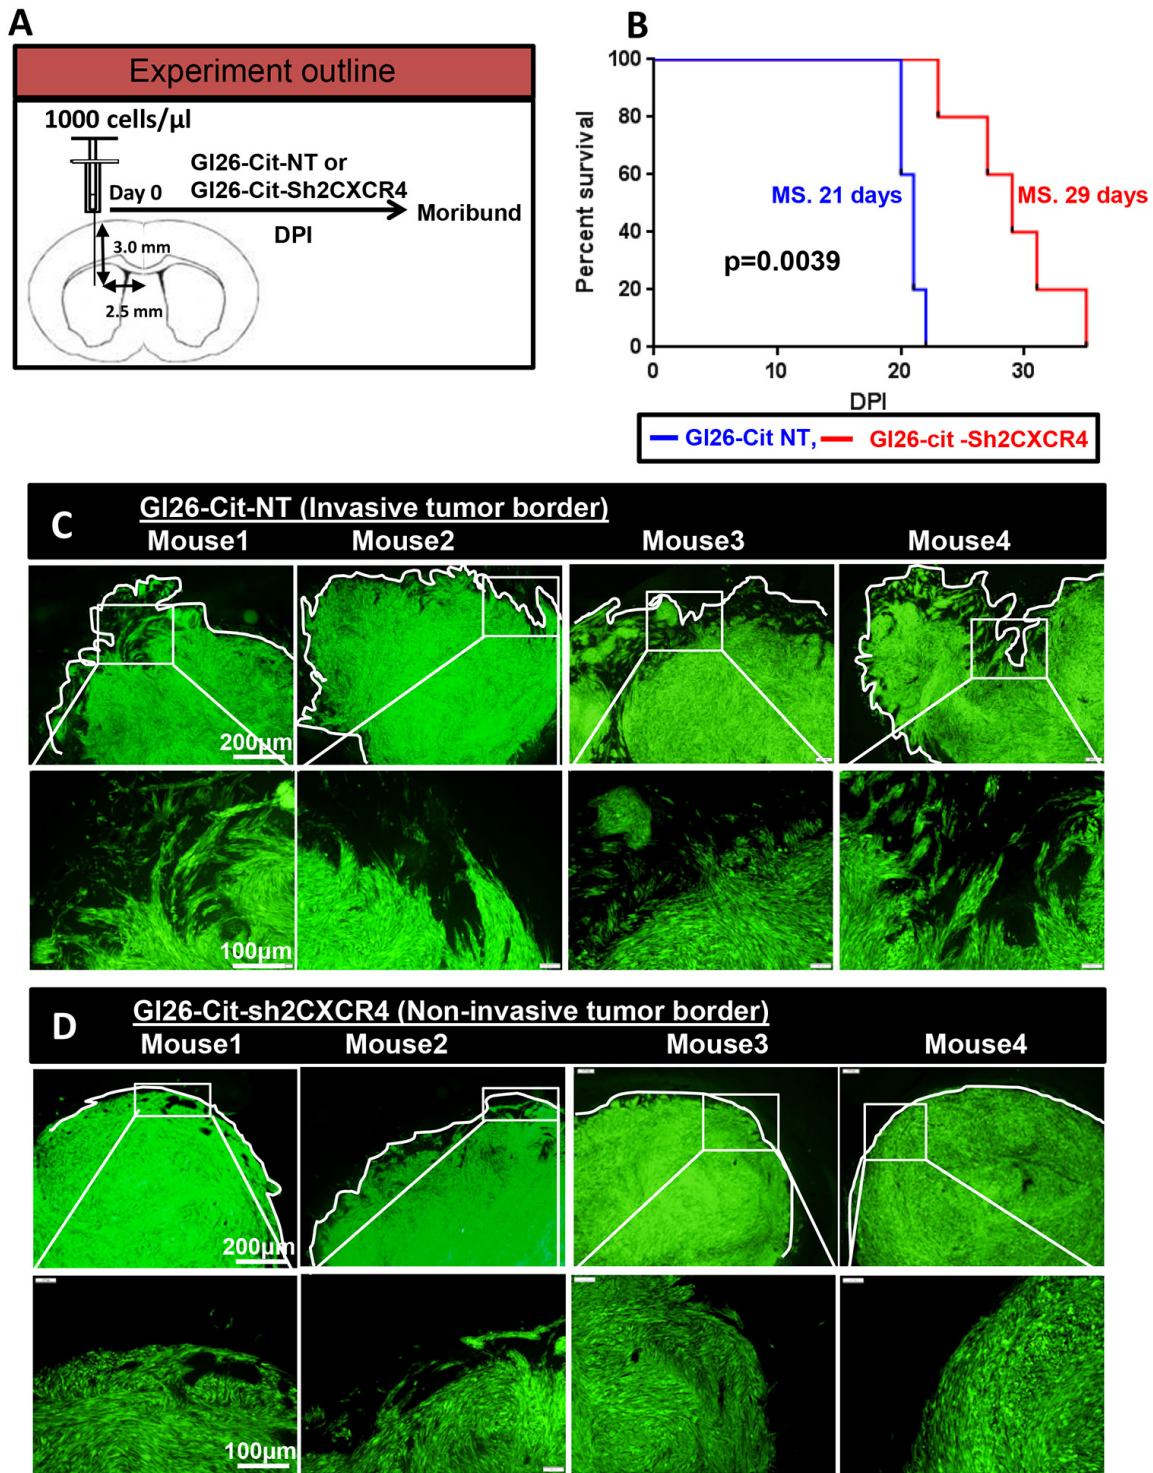 A
Experiment outline
1000 cells/µl
Day 0
Gl26-Cit-NT or
Gl26-Cit-Sh2CXCR4
Moribund
DPI
3.0 mm
2.5 mm
B
Percent survival
100
80
60
40
20
0
0
10
20
30
DPI
MS. 21 days
MS. 29 days
p=0.0039
Gl26-Cit NT,
Gl26-cit -Sh2CXCR4
C
Gl26-Cit-NT (Invasive tumor border)
Mouse1 Mouse2 Mouse3 Mouse4
200µm
100µm
D
Gl26-Cit-sh2CXCR4 (Non-invasive tumor border)
Mouse1 Mouse2 Mouse3 Mouse4
200µm
100µm